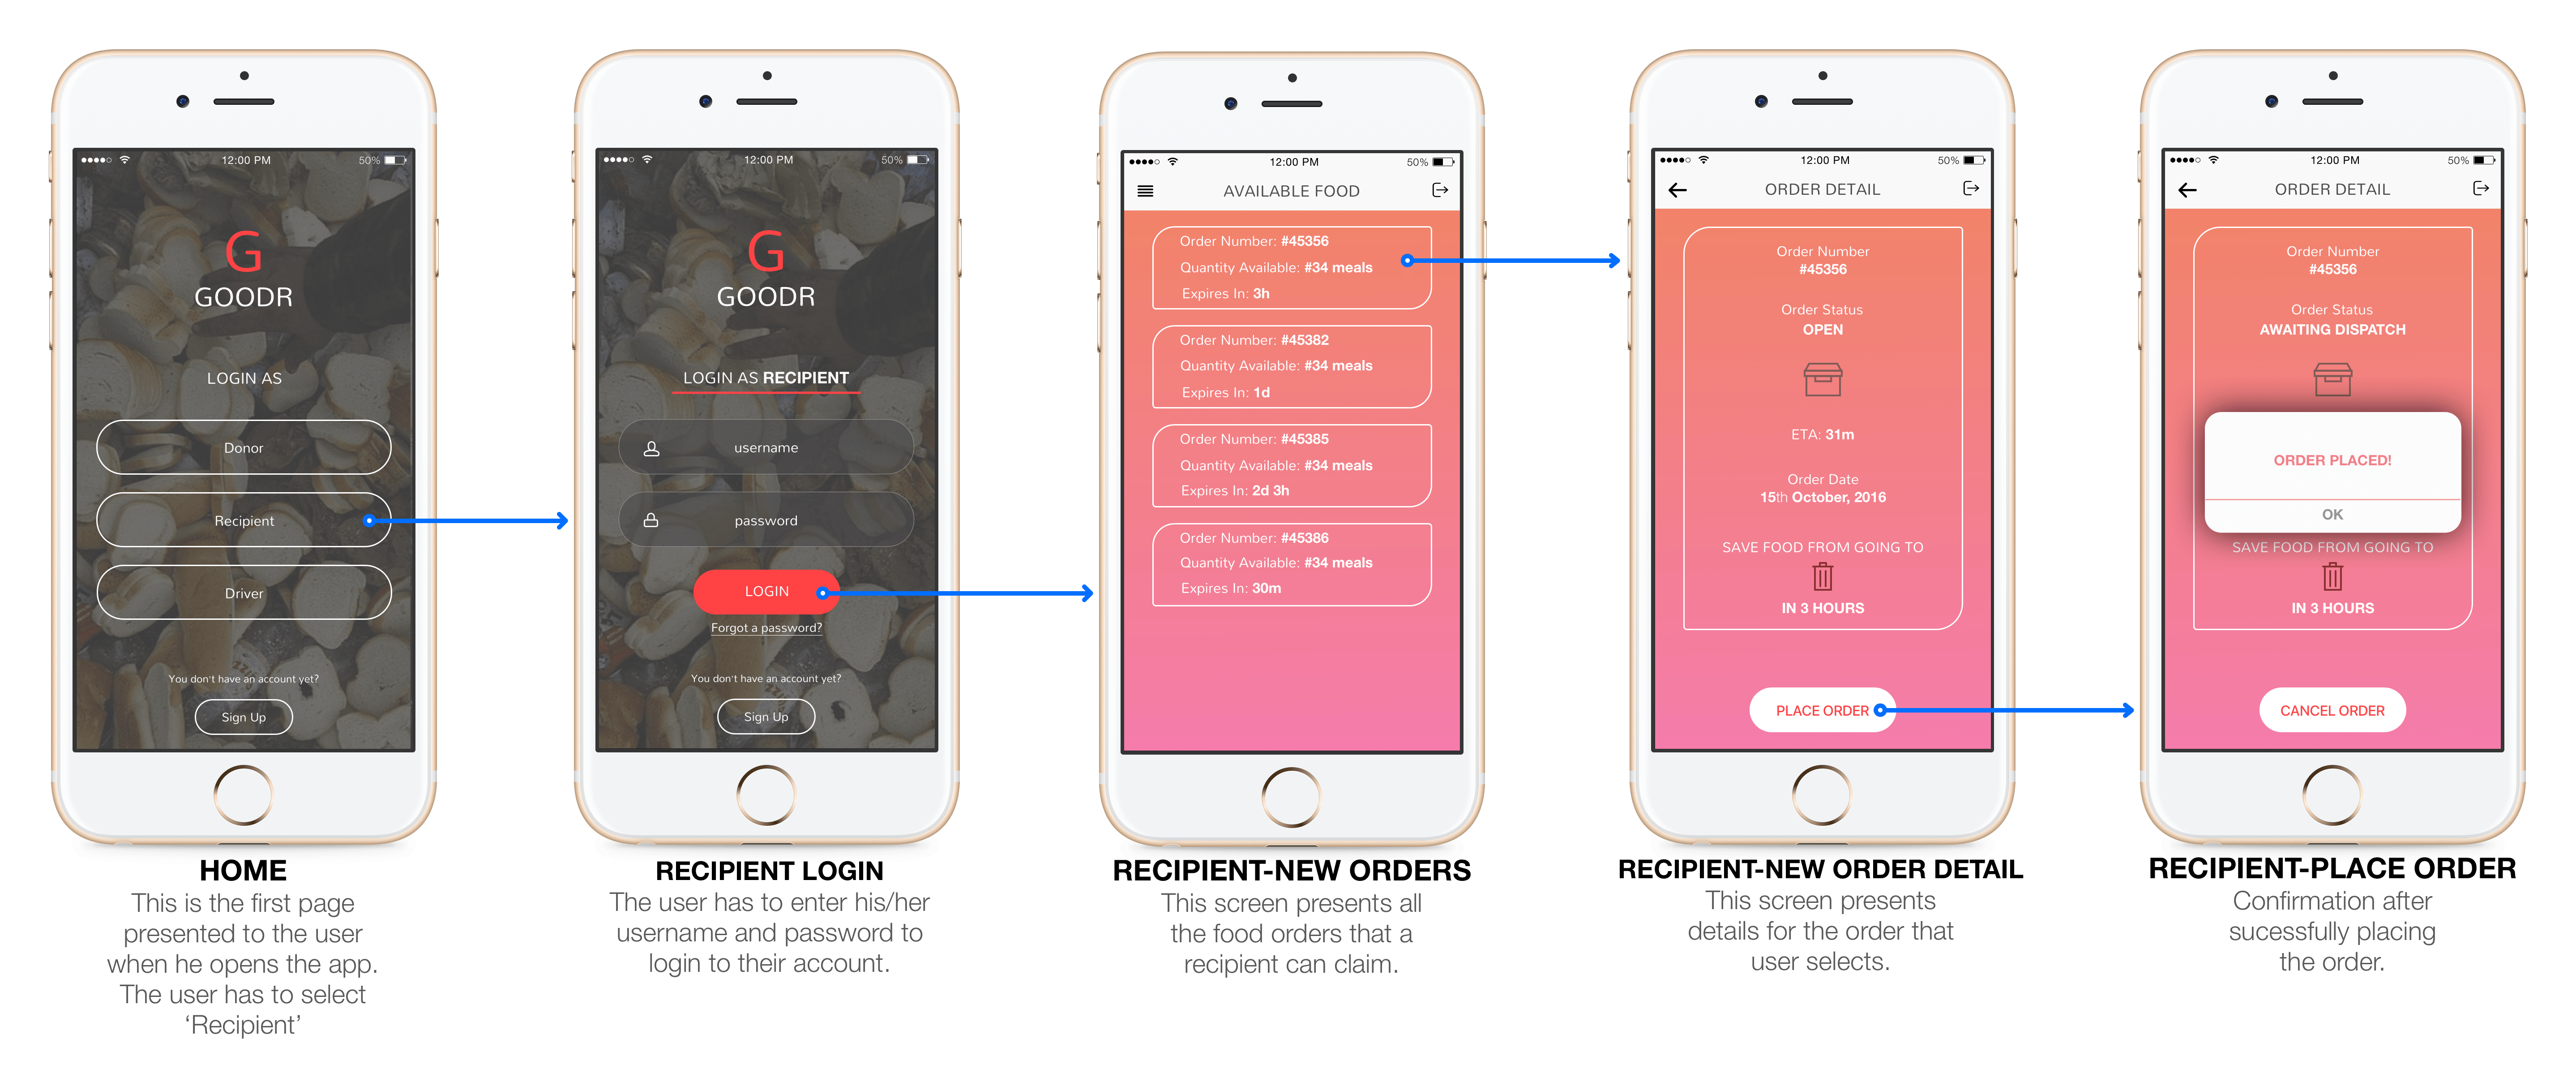 12:00 PM
50%
G
GOODR
LOGIN AS
Donor
Recipient
Driver
You don't have an account yet?
Sign Up
HOME
This is the first page
presented to the user
when he opens the app.
The user has to select
‘Recipient’
12:00 PM
50%
G
GOODR
LOGIN AS RECIPIENT
username
password
LOGIN
Forgot a password?
You don't have an account yet?
Sign Up
RECIPIENT LOGIN
The user has to enter his/her
username and password to
login to their account.
12:00 PM
50%
AVAILABLE FOOD
Order Number: #45356
Quantity Available: #34 meals
Expires In: 3h
Order Number: #45382
Quantity Available: #34 meals
Expires In: 1d
Order Number: #45385
Quantity Available: #34 meals
Expires In: 2d 3h
Order Number: #45386
Quantity Available: #34 meals
Expires In: 30m
RECIPIENT-NEW ORDERS
This screen presents all
the food orders that a
recipient can claim.
12:00 PM
50%
ORDER DETAIL
Order Number
#45356
Order Status
OPEN
ETA: 31m
Order Date
15th October, 2016
SAVE FOOD FROM GOING TO
IN 3 HOURS
PLACE ORDER
RECIPIENT-NEW ORDER DETAIL
This screen presents
details for the order that
user selects.
12:00 PM
50%
ORDER DETAIL
Order Number
#45356
Order Status
AWAITING DISPATCH
ORDER PLACED!
OK
SAVE FOOD FROM GOING TO
IN 3 HOURS
CANCEL ORDER
RECIPIENT-PLACE ORDER
Confirmation after
sucessfully placing
the order.